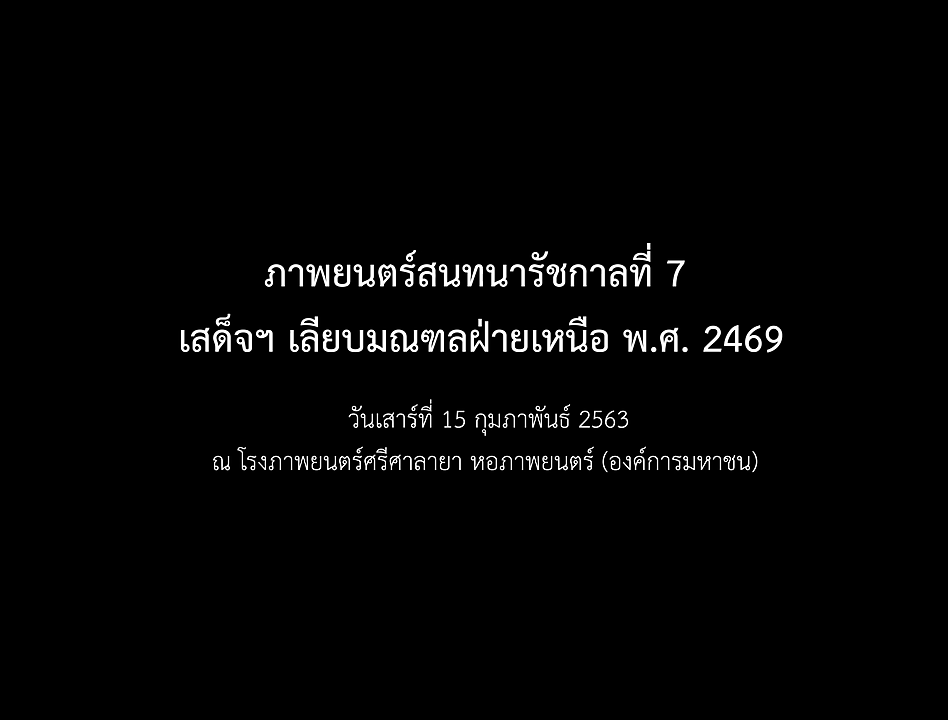 ภาพยนตร์สนทนารัชกาลที่ 7
เสด็จฯ เลียบมณฑลฝ่ายเหนือ พ.ศ. 2469
วันเสาร์ที่ 15 กุมภาพันธ์ 2563
ณ โรงภาพยนตร์ศรีศาลายา หอภาพยนตร์ (องค์การมหาชน)